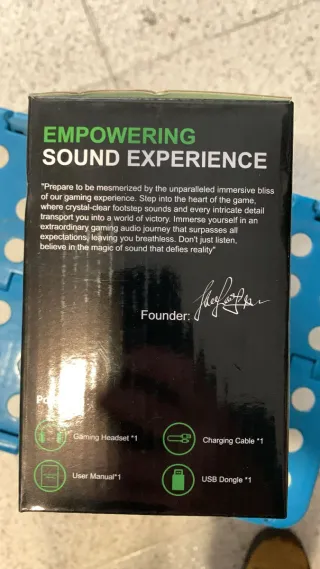 EMPOWERING
SOUND EXPERIENCE
"Prepare to be mesmerized by the unparalleled immersive bliss
of our gaming experience. Step into the heart of the game,
where crystal-clear footstep sounds and every intricate detail
transport you into a world of victory. Immerse yourself in an
extraordinary gaming audio journey that surpasses all
expectations, leaving you breathless. Don't just listen,
believe in the magic of sound that defies reality"
Founder:
Gaming Headset *1
Charging Cable *1
User Manual*1
USB Dongle *1